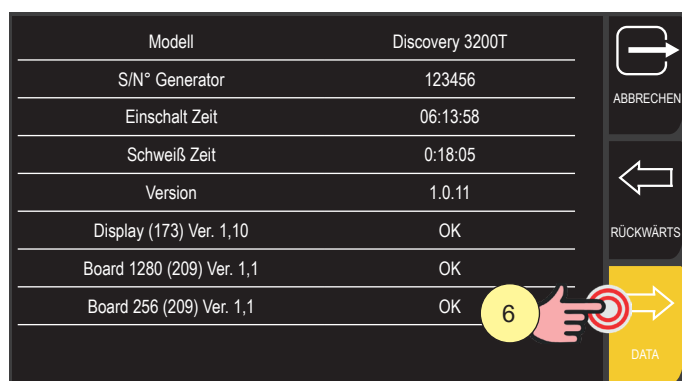 Modell Discovery 3200T
S/N° Generator 123456
Einschalt Zeit 06:13:58
Schweiß Zeit 0:18:05
Version 1.0.11
Display (173) Ver. 1,10 OK
Board 1280 (209) Ver. 1,1 OK
Board 256 (209) Ver. 1,1 OK
6
ABBRECHEN
RÜCKWÄRTS
DATA